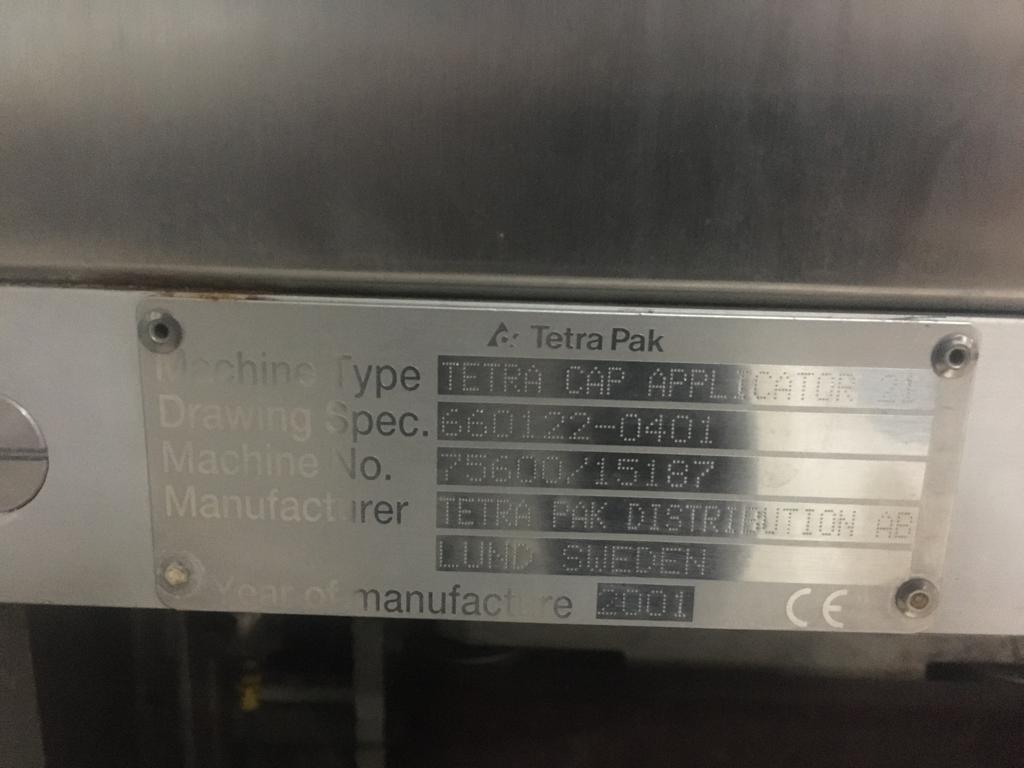 Tetra Pak
Machine Type TETRA CAP APPLICATOR 21
Drawing Spec. 660122-0401
Machine No. 75600/15187
Manufacturer TETRA PAK DISTRIBUTION AB
LUND SWEDEN
Year of manufacture 2001 CE